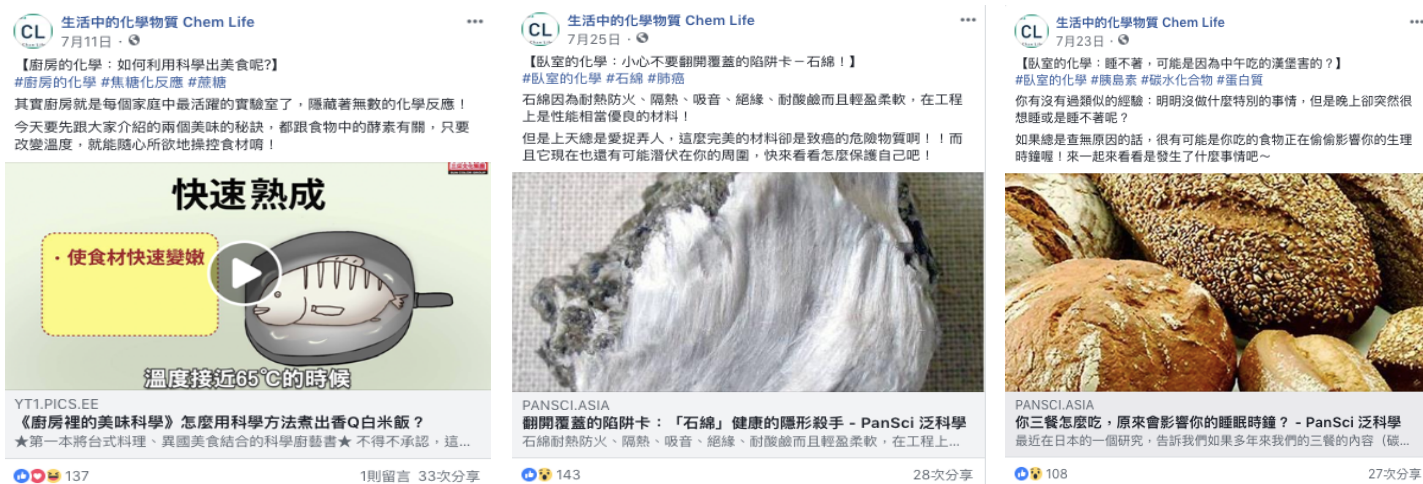 CL
Chem Life
生活中的化學物質 Chem Life
7月11日 ·
【廚房的化學：如何利用科學出美食呢?】
#廚房的化學 #焦糖化反應 #蔗糖
其實廚房就是每個家庭中最活躍的實驗室了，隱藏著無數的化學反應！
今天要先跟大家介紹的兩個美味的秘訣，都跟食物中的酵素有關，只要
改變溫度，就能隨心所欲地操控食材唷！
快速熟成
· 使食材快速變嫩
溫度接近65℃的時候
YT1.PICS.EE
《廚房裡的美味科學》怎麼用科學方法煮出香Q白米飯？
★第一本將台式料理、異國美食結合的科學廚藝書★ 不得不承認，這...
137
1則留言 33次分享
CL
Chem Life
生活中的化學物質 Chem Life
7月25日 ·
【臥室的化學：小心不要翻開覆蓋的陷阱卡－石綿！】
#臥室的化學 #石綿 #肺癌
石綿因為耐熱防火、隔熱、吸音、絕緣、耐酸鹼而且輕盈柔軟，在工程
上是性能相當優良的材料！
但是上天總是愛捉弄人，這麼完美的材料卻是致癌的危險物質啊！！而
且它現在也還有可能潛伏在你的周圍，快來看看怎麼保護自己吧！
PANSCI.ASIA
翻開覆蓋的陷阱卡：「石綿」健康的隱形殺手 - PanSci 泛科學
石綿耐熱防火、隔熱、吸音、絕緣、耐酸鹼而且輕盈柔軟，在工程上...
143
28次分享
CL
Chem Life
生活中的化學物質 Chem Life
7月23日 ·
【臥室的化學：睡不著，可能是因為中午吃的漢堡害的？】
#臥室的化學 #胰島素 #碳水化合物 #蛋白質
你有沒有過類似的經驗：明明沒做什麼特別的事情，但是晚上卻突然很
想睡或是睡不著呢？
如果總是查無原因的話，很有可能是你吃的食物正在偷偷影響你的生理
時鐘喔！來一起來看看是發生了什麼事情吧～
PANSCI.ASIA
你三餐怎麼吃，原來會影響你的睡眠時鐘？ - PanSci 泛科學
最近在日本的一個研究，告訴我們如果多年來我們的三餐的內容（碳...
108
27次分享